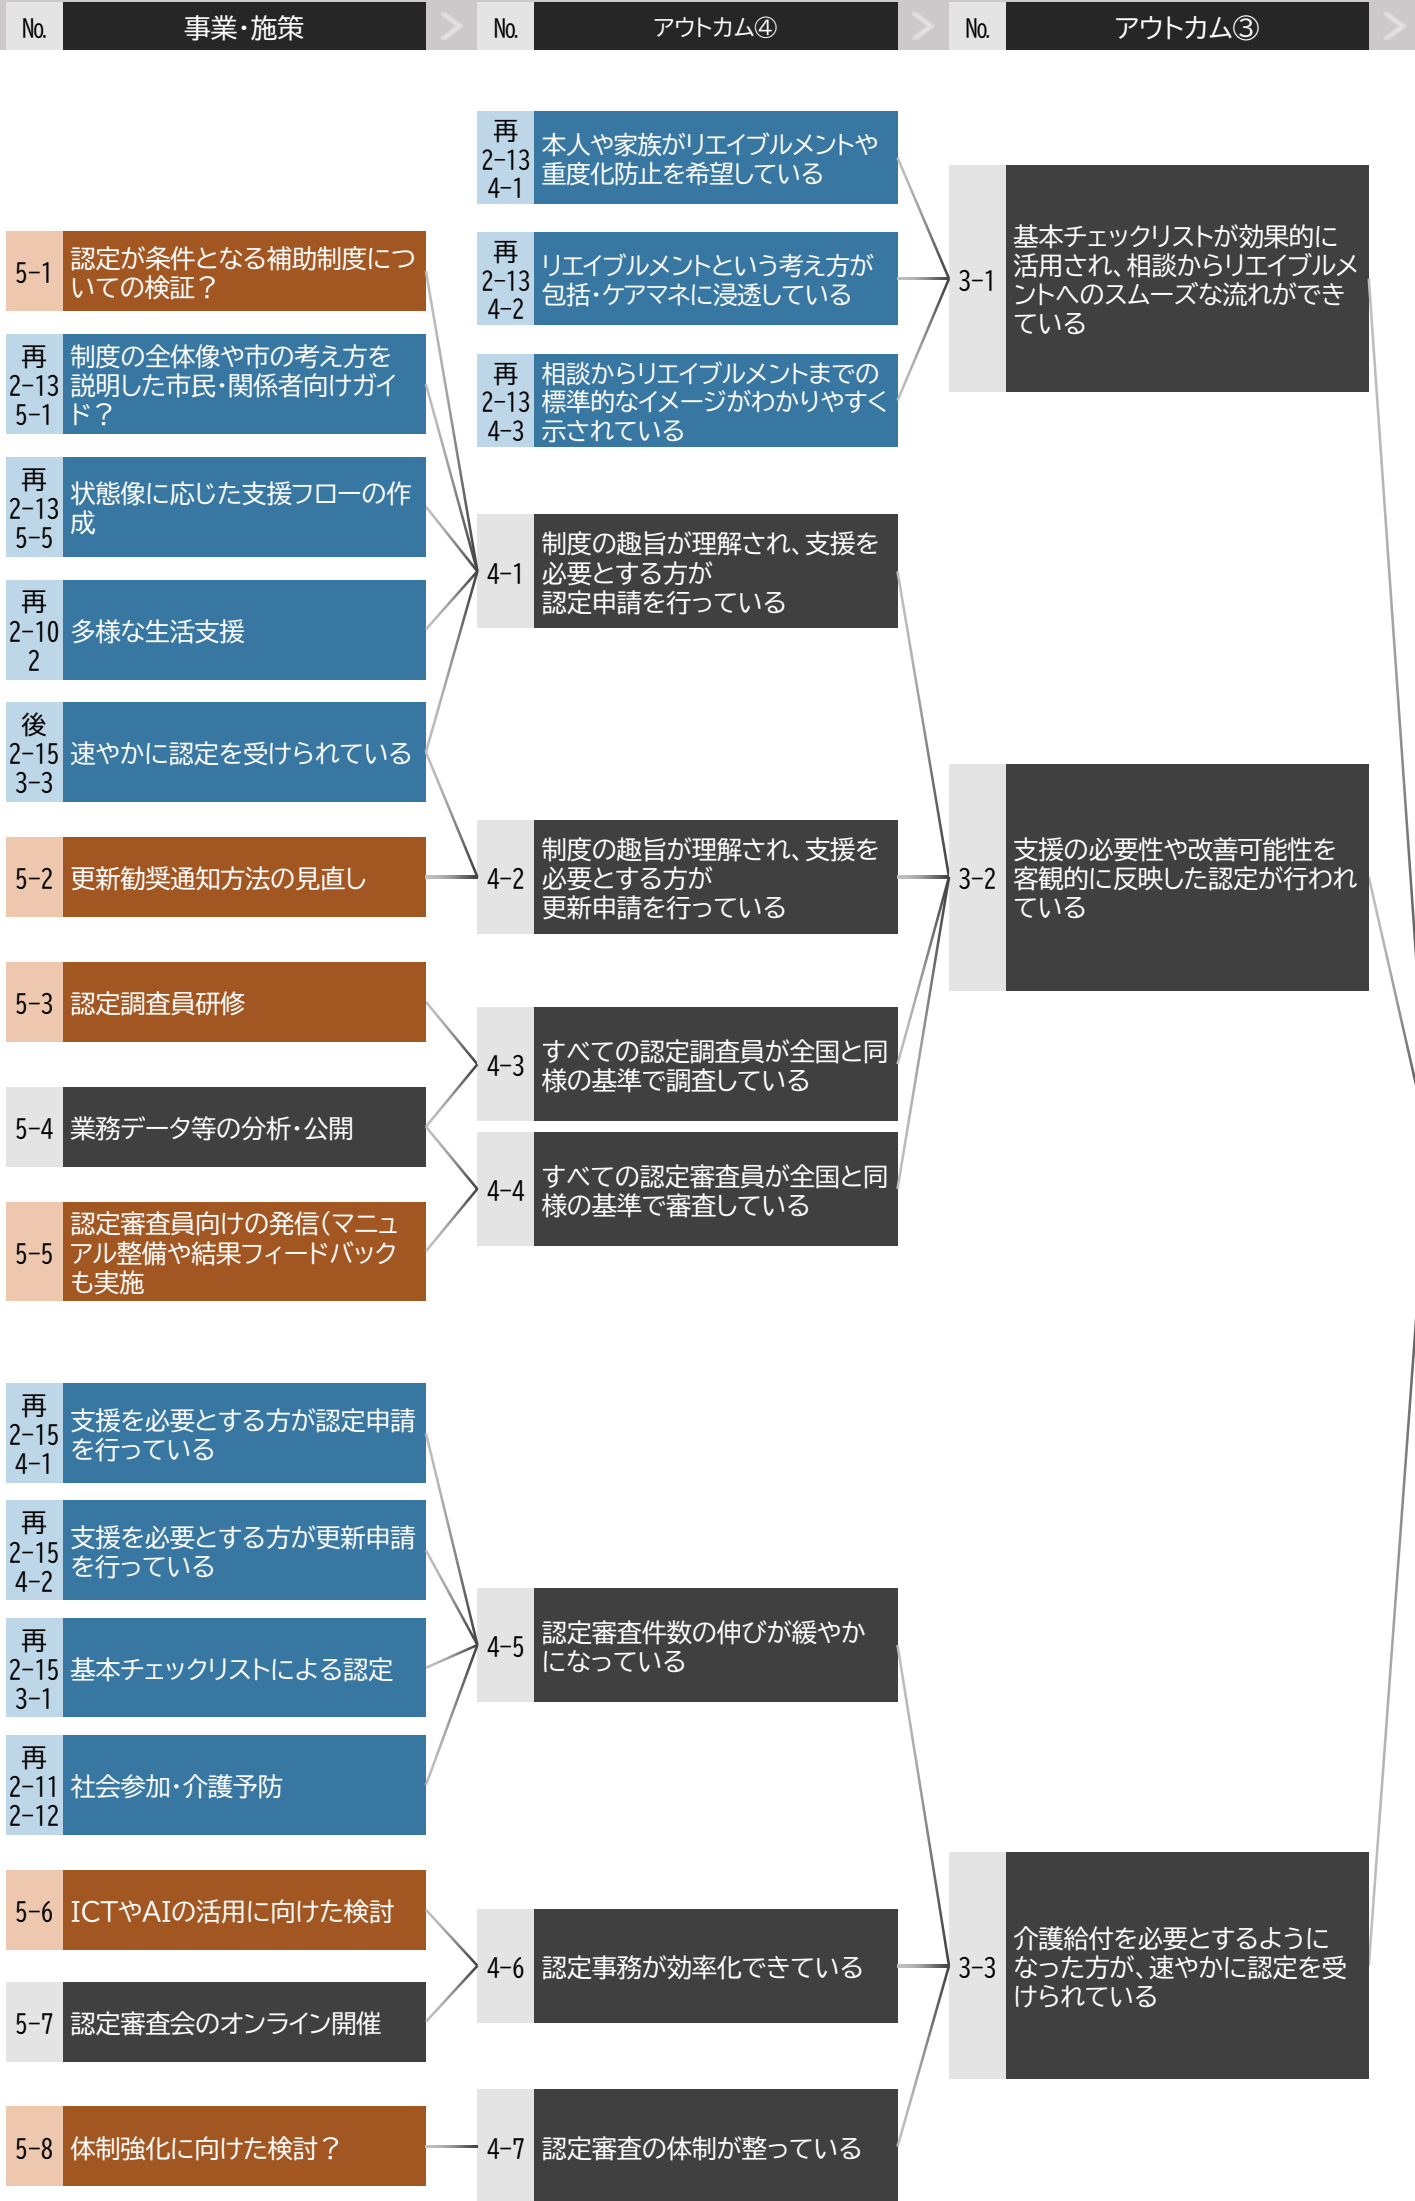 No.
事業・施策
No.
アウトカム④
No.
アウトカム③
5-1
認定が条件となる補助制度につ
いての検証？
再
2-13
5-1
制度の全体像や市の考え方を
説明した市民・関係者向けガイ
ド？
再
2-13
5-5
状態像に応じた支援フローの作
成
再
2-10
2
多様な生活支援
後
2-15
3-3
速やかに認定を受けられている
5-2
更新勧奨通知方法の見直し
5-3
認定調査員研修
5-4
業務データ等の分析・公開
5-5
認定審査員向けの発信（マニュ
アル整備や結果フィードバック
も実施
再
2-15
4-1
支援を必要とする方が認定申請
を行っている
再
2-15
4-2
支援を必要とする方が更新申請
を行っている
再
2-15
3-1
基本チェックリストによる認定
再
2-11
2-12
社会参加・介護予防
5-6
ICTやAIの活用に向けた検討
5-7
認定審査会のオンライン開催
5-8
体制強化に向けた検討？
再
2-13
4-1
本人や家族がリエイブルメントや
重度化防止を希望している
再
2-13
4-2
リエイブルメントという考え方が
包括・ケアマネに浸透している
再
2-13
4-3
相談からリエイブルメントまでの
標準的なイメージがわかりやすく
示されている
4-1
制度の趣旨が理解され、支援を
必要とする方が
認定申請を行っている
4-2
制度の趣旨が理解され、支援を
必要とする方が
更新申請を行っている
4-3
すべての認定調査員が全国と同
様の基準で調査している
4-4
すべての認定審査員が全国と同
様の基準で審査している
4-5
認定審査件数の伸びが緩やか
になっている
4-6
認定事務が効率化できている
4-7
認定審査の体制が整っている
3-1
基本チェックリストが効果的に
活用され、相談からリエイブルメ
ントへのスムーズな流れができ
ている
3-2
支援の必要性や改善可能性を
客観的に反映した認定が行われ
ている
3-3
介護給付を必要とするように
なった方が、速やかに認定を受
けられている